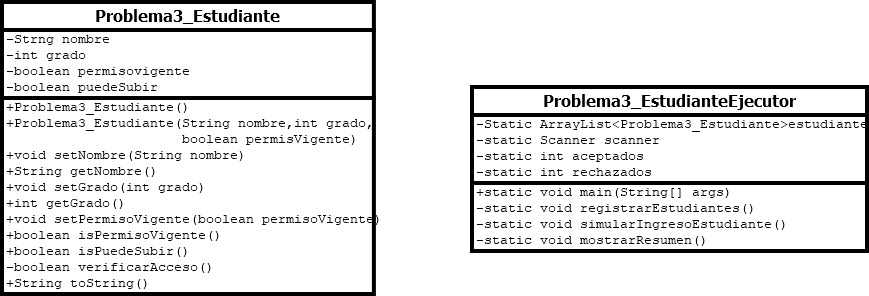 Problema3_Estudiante
-Strng nombre
-int grado
-boolean permisovigente
-boolean puedeSubir
+Problema3_Estudiante()
+Problema3_Estudiante(String nombre,int grado,
boolean permisVigente)
+void setNombre(String nombre)
+String getNombre()
+void setGrado(int grado)
+int getGrado()
+void setPermisoVigente(boolean permisoVigente)
+boolean isPermisoVigente()
+boolean isPuedeSubir()
-boolean verificarAcceso()
+String toString()
Problema3_EstudianteEjecutor
-Static ArrayList<Problema3_Estudiante>estudiante
-static Scanner scanner
-static int aceptados
-static int rechazados
+static void main(String[] args)
-static void registrarEstudiantes()
-static void simularIngresoEstudiante()
-static void mostrarResumen()